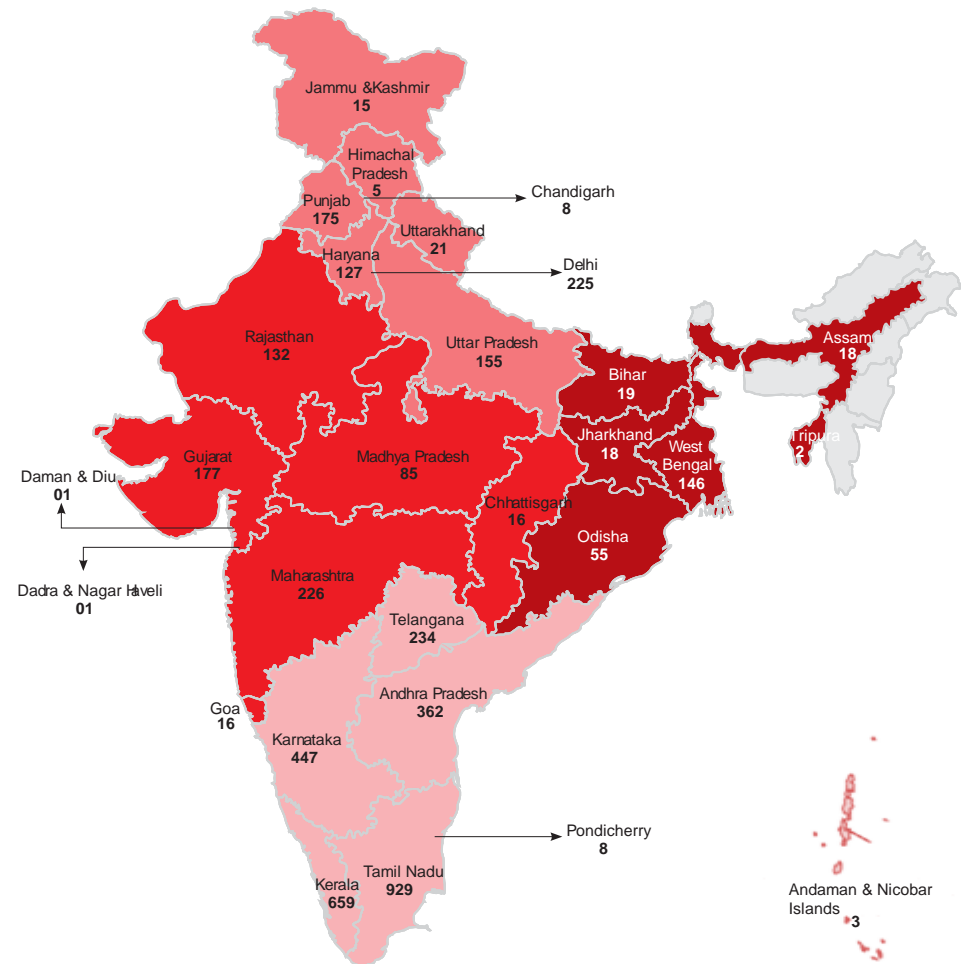 Jammu &Kashmir
15
Himachal
Pradesh
5
Chandigarh
8
Punjab
175
Uttarakhand
21
Haryana
127
Delhi
225
Rajasthan
132
Uttar Pradesh
155
Assam
18
Bihar
19
Tripura
2
Jharkhand
18
West
Bengal
146
Gujarat
177
Madhya Pradesh
85
Daman & Diu
01
Chhattisgarh
16
Odisha
55
Maharashtra
226
Dadra & Nagar Haveli
01
Telangana
234
Andhra Pradesh
362
Goa
16
Karnataka
447
Pondicherry
8
Tamil Nadu
929
Kerala
659
Andaman & Nicobar
Islands
3